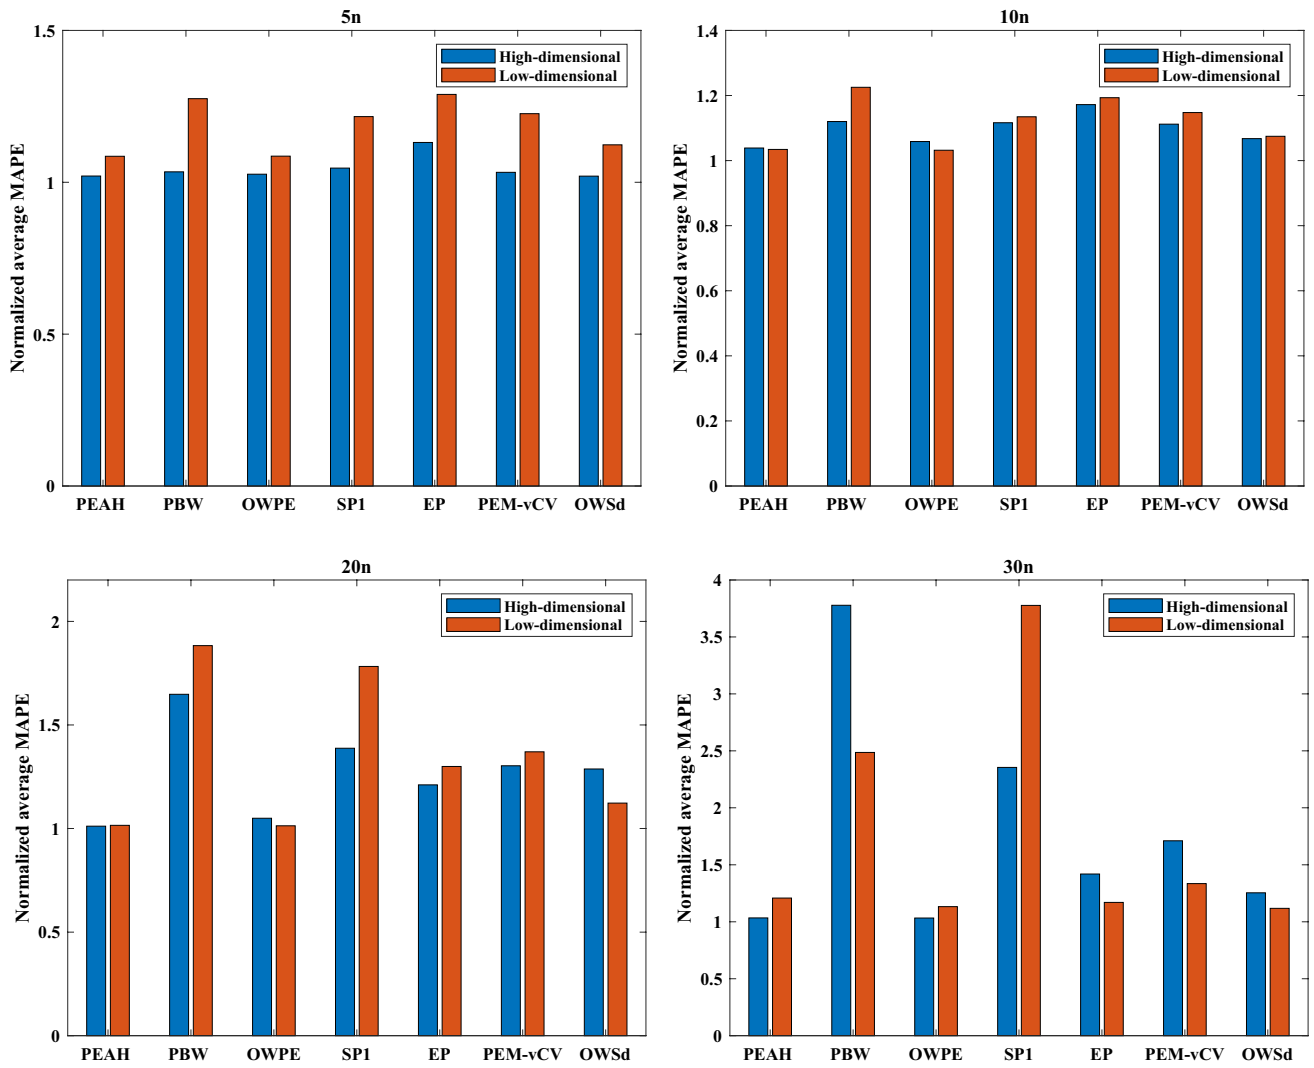 5n
1.5
1
0.5
0
Normalized average MAPE
High-dimensional
Low-dimensional
PEAH PBW OWPE SP1 EP PEM-vCV OWSd
10n
1.4
1.2
1
0.8
0.6
0.4
0.2
0
Normalized average MAPE
High-dimensional
Low-dimensional
PEAH PBW OWPE SP1 EP PEM-vCV OWSd
20n
2
1.5
1
0.5
0
Normalized average MAPE
High-dimensional
Low-dimensional
PEAH PBW OWPE SP1 EP PEM-vCV OWSd
30n
4
3.5
3
2.5
2
1.5
1
0.5
0
Normalized average MAPE
High-dimensional
Low-dimensional
PEAH PBW OWPE SP1 EP PEM-vCV OWSd